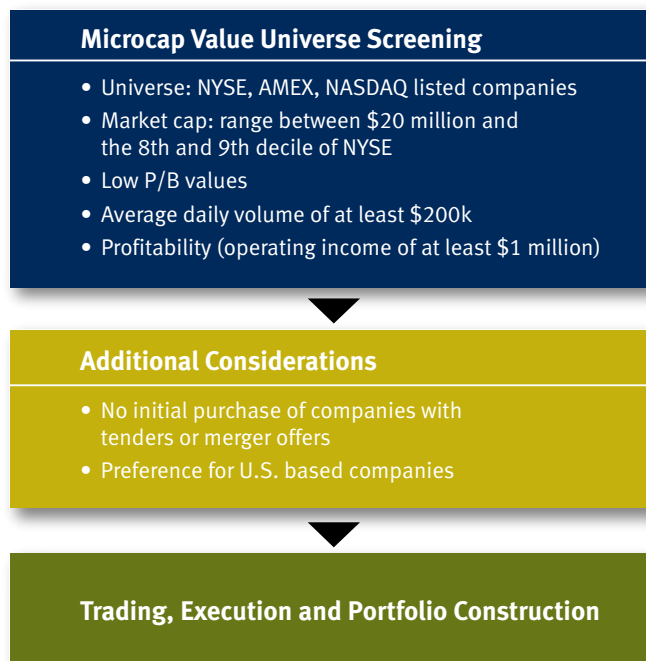 Microcap Value Universe Screening
• Universe: NYSE, AMEX, NASDAQ listed companies
• Market cap: range between $20 million and
the 8th and 9th decile of NYSE
• Low P/B values
• Average daily volume of at least $200k
• Profitability (operating income of at least $1 million)
Additional Considerations
• No initial purchase of companies with
tenders or merger offers
• Preference for U.S. based companies
Trading, Execution and Portfolio Construction